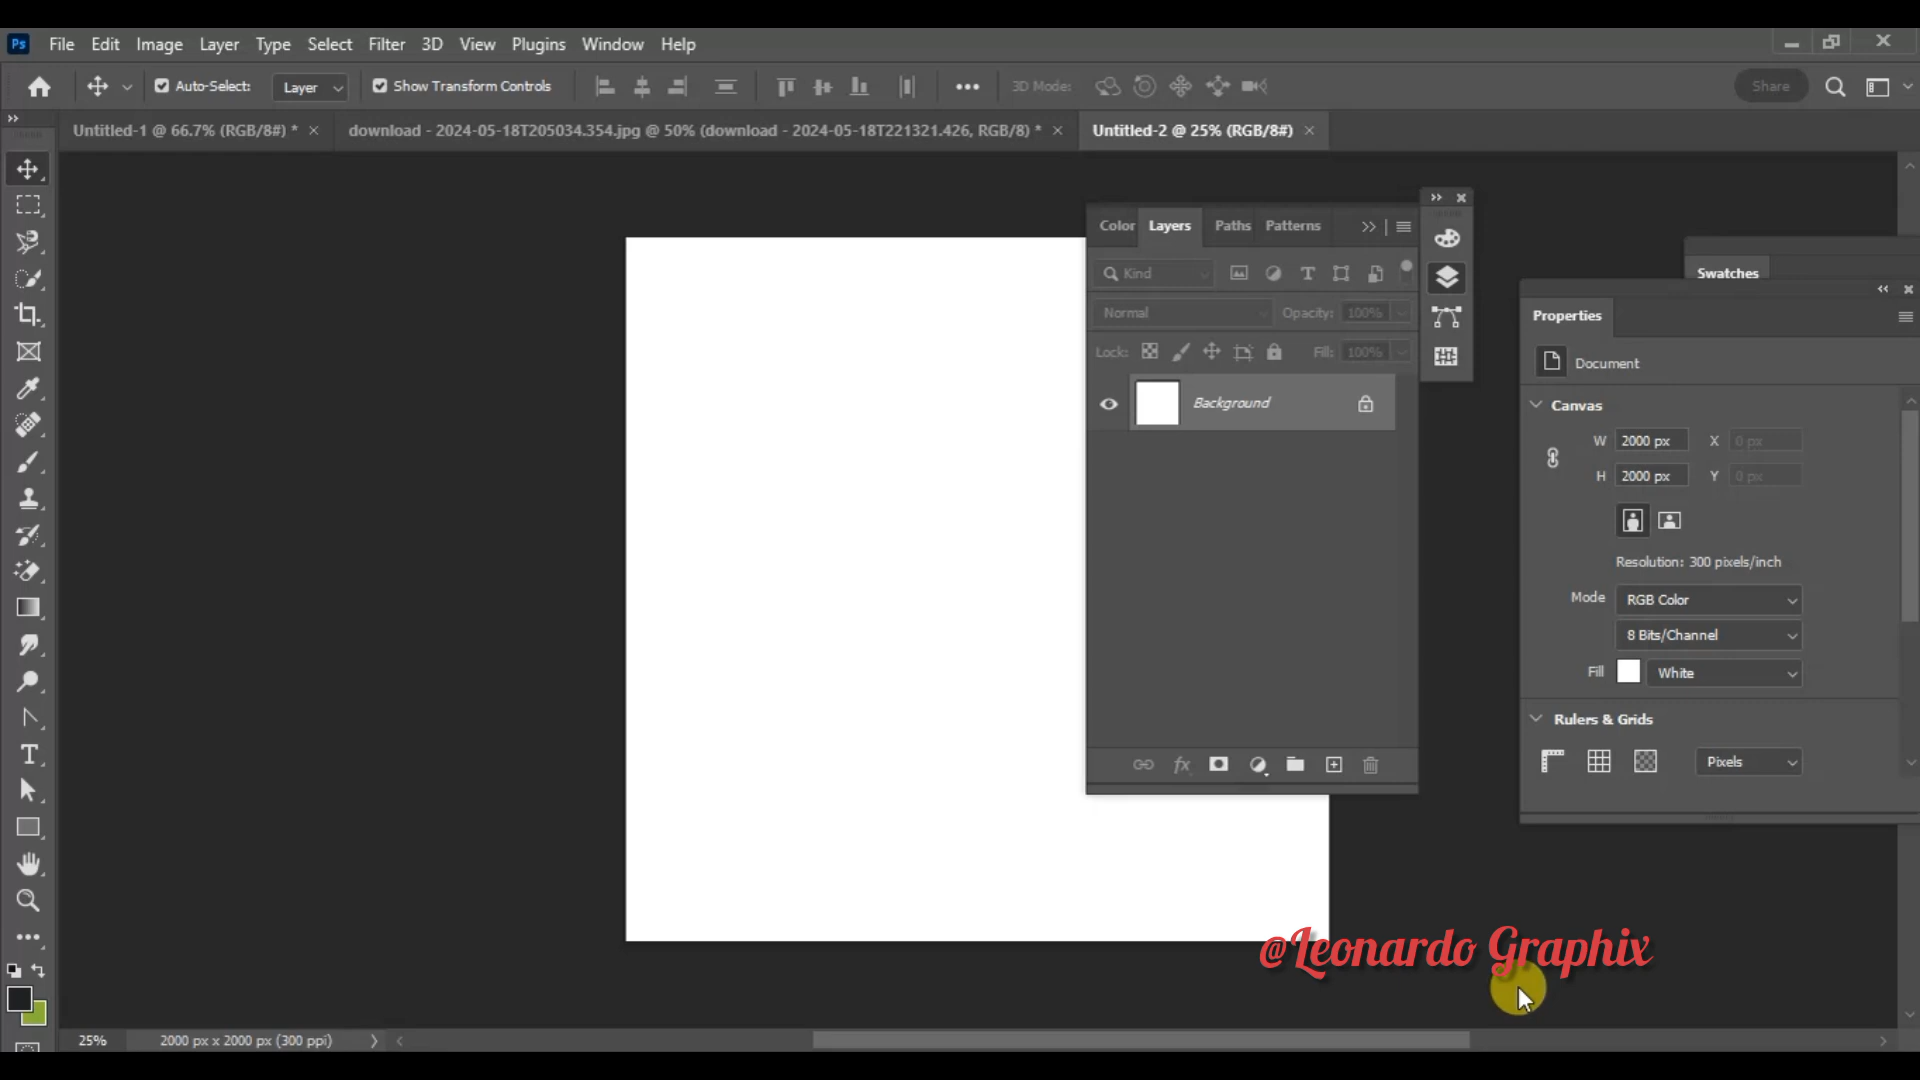 Ps File Edit Image Layer Type Select Filter 3D View Plugins Window Help
Auto-Select: Layer Show Transform Controls 3D Mode: Share
Untitled-1 @ 66.7% (RGB/8#) * download - 2024-05-18T205034.354.jpg @ 50% (download - 2024-05-18T221321.426, RGB/8) * Untitled-2 @ 25% (RGB/8#)
Color Layers Paths Patterns
Kind
Normal Opacity: 100%
Lock: Fill: 100%
Background
Swatches
Properties
Document
Canvas
W 2000 px X 0 px
H 2000 px Y 0 px
Resolution: 300 pixels/inch
Mode RGB Color
8 Bits/Channel
Fill White
Rulers & Grids
Pixels
@Leonardo Graphix
25% 2000 px x 2000 px (300 ppi)